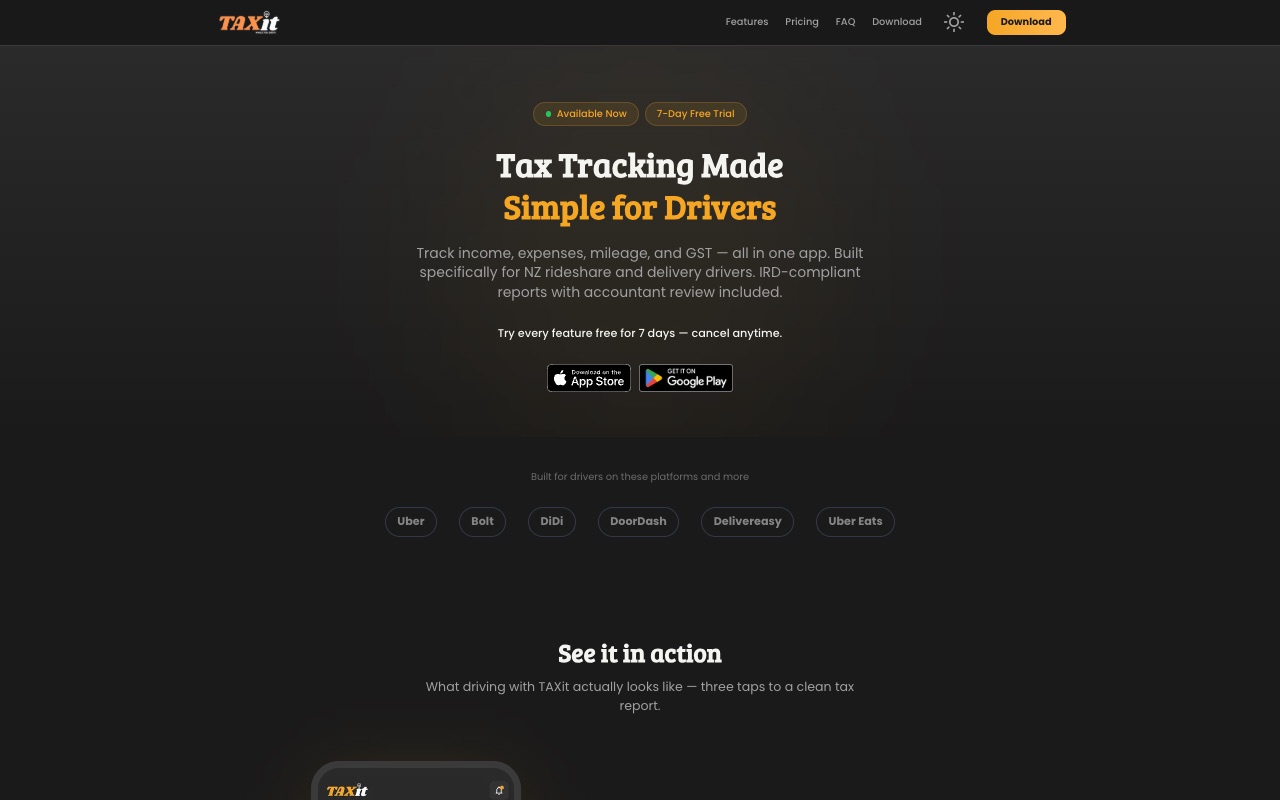 TAXit
Features
Pricing
FAQ
Download
Download
Available Now
7-Day Free Trial
Tax Tracking Made
Simple for Drivers
Track income, expenses, mileage, and GST — all in one app. Built
specifically for NZ rideshare and delivery drivers. IRD-compliant
reports with accountant review included.
Try every feature free for 7 days — cancel anytime.
Download on the
App Store
GET IT ON
Google Play
Built for drivers on these platforms and more
Uber
Bolt
DiDi
DoorDash
Delivereasy
Uber Eats
See it in action
What driving with TAXit actually looks like — three taps to a clean tax
report.
TAXit